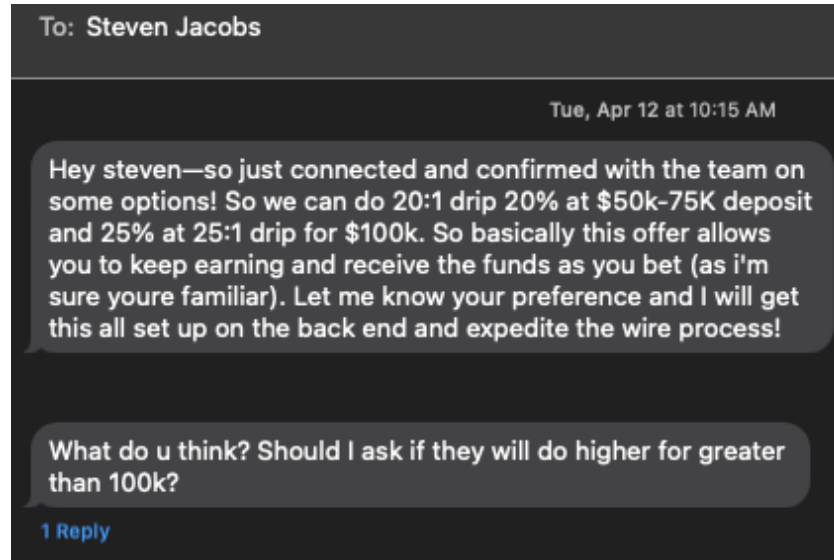 To: Steven Jacobs
Tue, Apr 12 at 10:15 AM
Hey steven—so just connected and confirmed with the team on
some options! So we can do 20:1 drip 20% at $50k-75K deposit
and 25% at 25:1 drip for $100k. So basically this offer allows
you to keep earning and receive the funds as you bet (as i'm
sure youre familiar). Let me know your preference and I will get
this all set up on the back end and expedite the wire process!
What do u think? Should I ask if they will do higher for greater
than 100k?
1 Reply